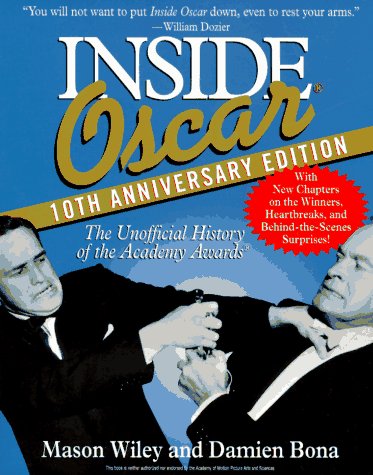 "You will not want to put Inside Oscar down, even to rest your arms."
—William Dozier
INSIDE
Oscar®
10TH ANNIVERSARY EDITION
With
New Chapters
on the Winners,
Heartbreaks, and
Behind-the-Scenes
Surprises!
The Unofficial History
of the Academy Awards®
Mason Wiley and Damien Bona
This book is neither authorized nor endorsed by the Academy of Motion Picture Arts and Sciences